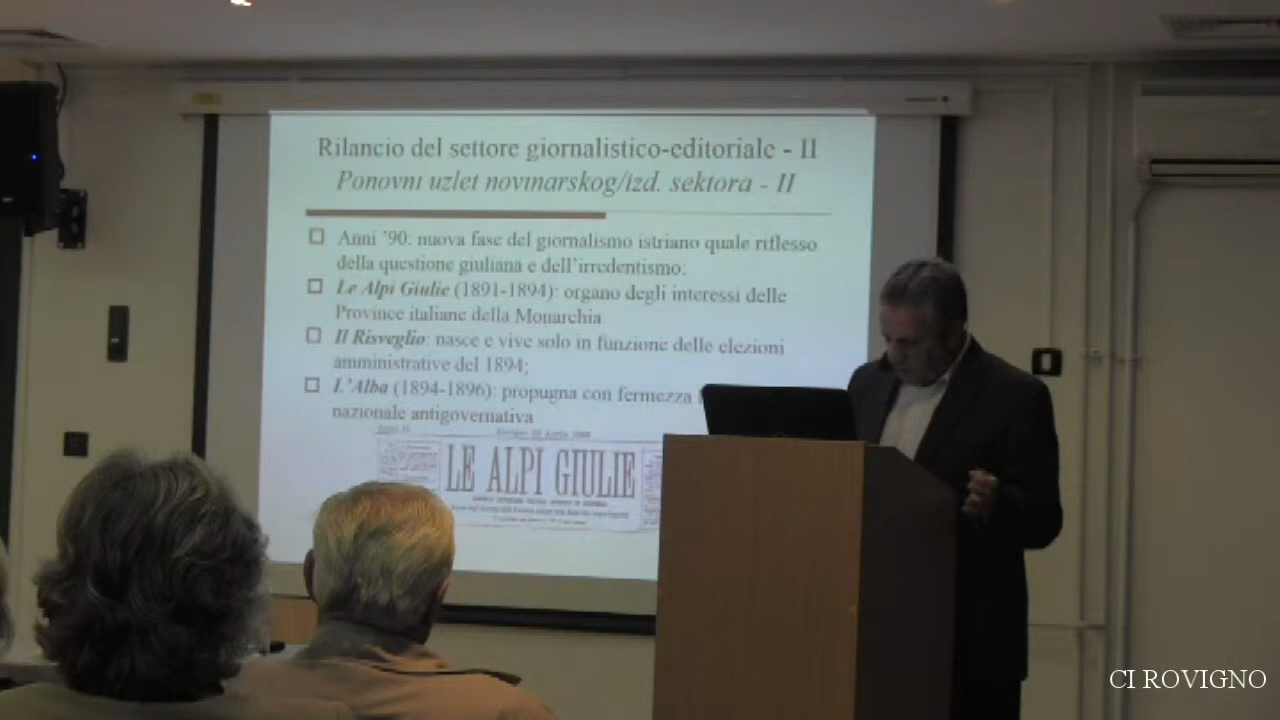 Rilancio del settore giornalistico-editoriale - II
Ponovni uzlet novinarskog/izd. sektora - II
Anni '90: nuova fase del giornalismo istriano quale riflesso
della questione giuliana e dell'irredentismo:
Le Alpi Giulie (1891-1894): organo degli interessi delle
Province italiane della Monarchia
Il Risveglio: nasce e vive solo in funzione delle elezioni
amministrative del 1894;
L'Alba (1894-1896): propugna con fermezza
nazionale antigovernativa
LE ALPI GIULIE
CI ROVIGNO